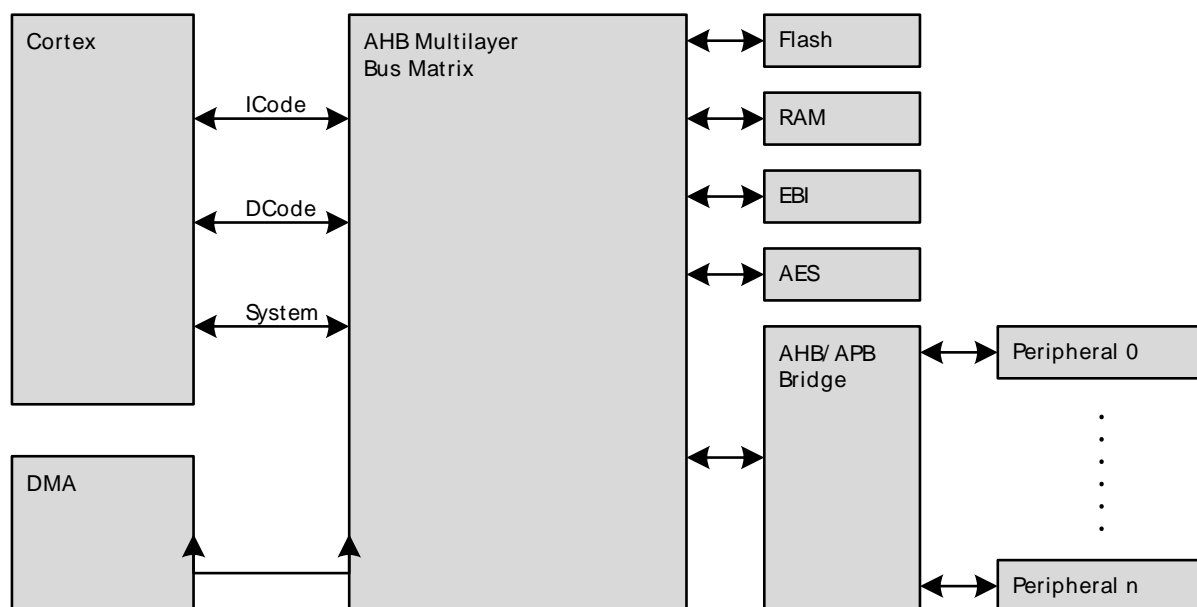 Cortex
AHB Multilayer
Bus Matrix
Flash
ICode
RAM
DCode
EBI
AES
System
AHB/ APB
Bridge
Peripheral 0
DMA
Peripheral n